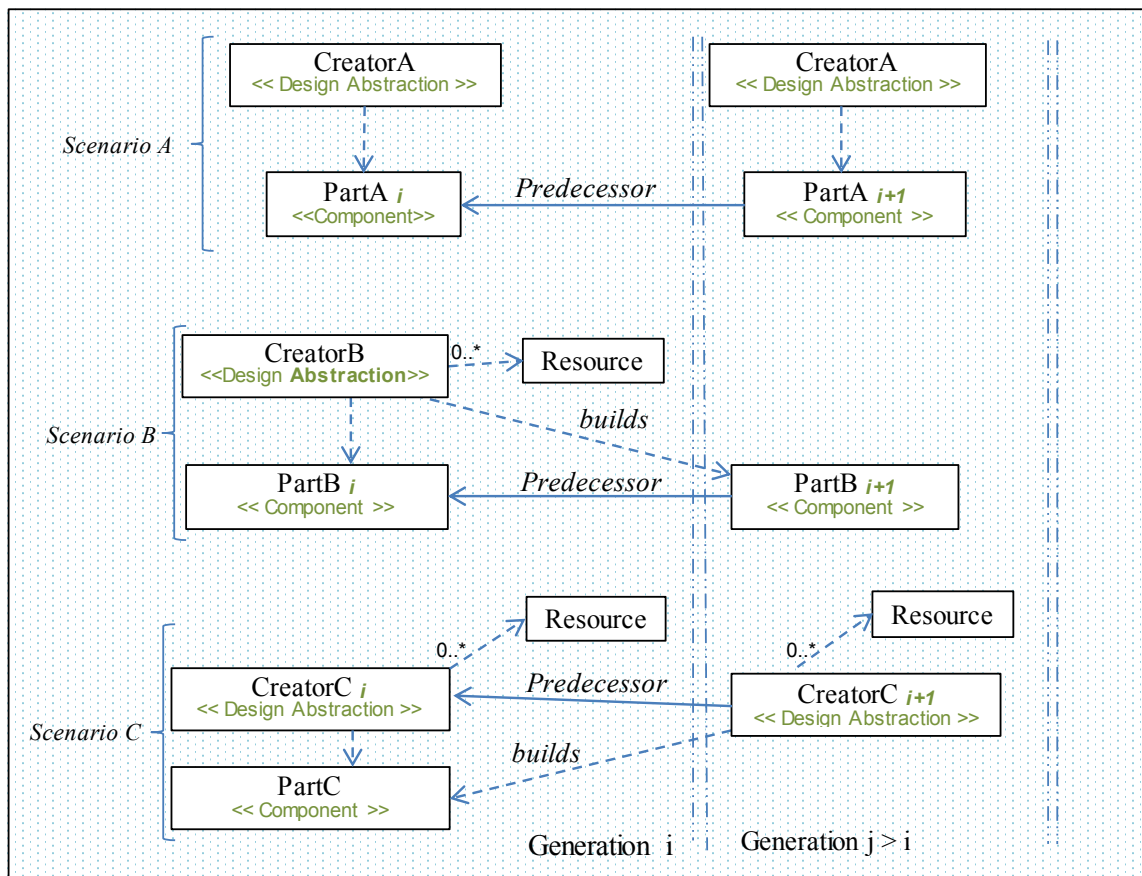 CreatorA
<< Design Abstraction >>
CreatorA
<< Design Abstraction >>
Scenario A
PartA i
<<Component>>
Predecessor
PartA i+1
<< Component >>
CreatorB
<<Design Abstraction>>
0..*
Resource
Scenario B
builds
PartB i
<< Component >>
Predecessor
PartB i+1
<< Component >>
Resource
Resource
0..*
0..*
Scenario C
CreatorC i
<< Design Abstraction >>
Predecessor
CreatorC i+1
<< Design Abstraction >>
builds
PartC
<< Component >>
Generation i
Generation j > i